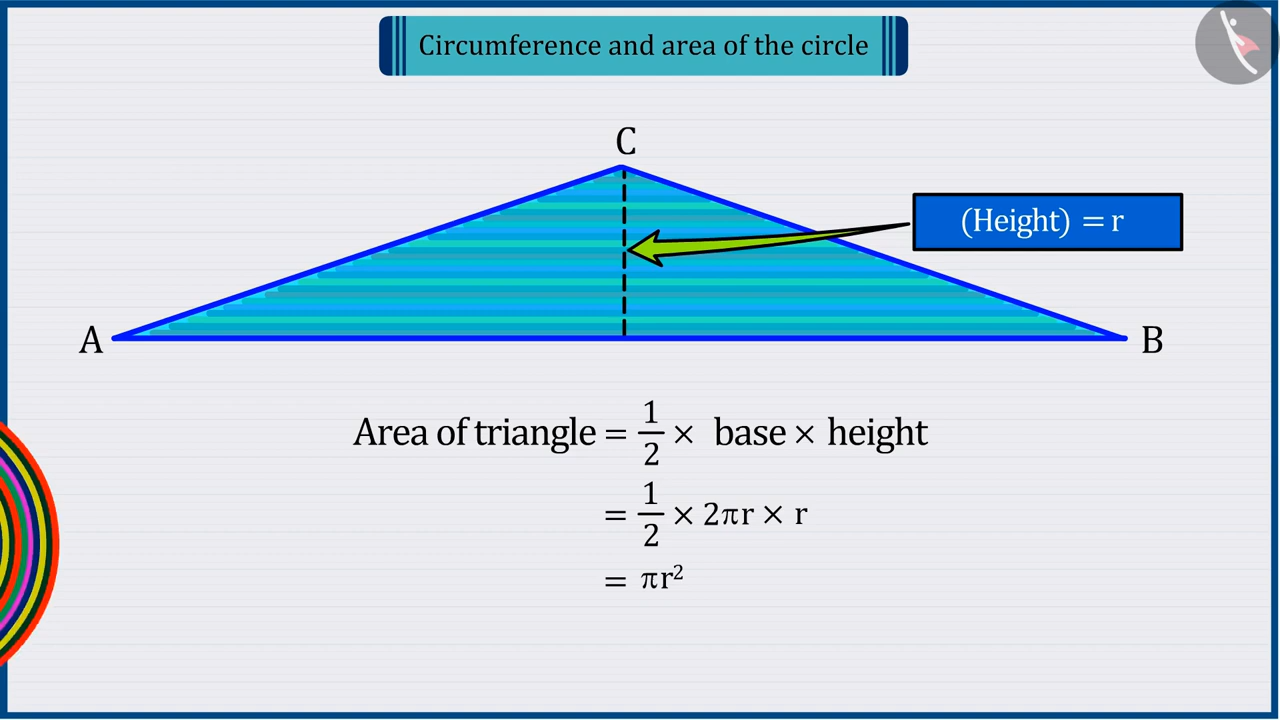 Circumference and area of the circle
C
(Height) = r
A
B
Area of triangle = 1/2 × base × height
= 1/2 × 2πr × r
= πr²